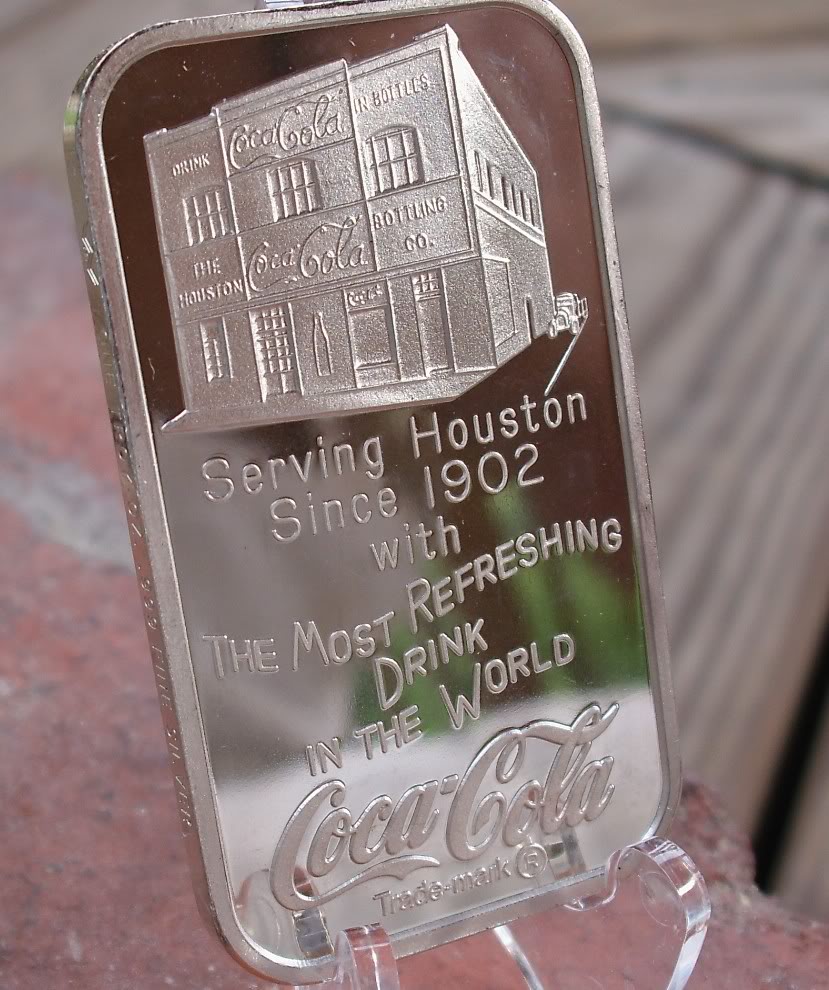 DRINK Coca-Cola IN BOTTLES
THE HOUSTON Coca-Cola BOTTLING CO.
Serving Houston
Since 1902
with
THE MOST REFRESHING
DRINK
IN THE WORLD
Coca-Cola
Trade-mark ®